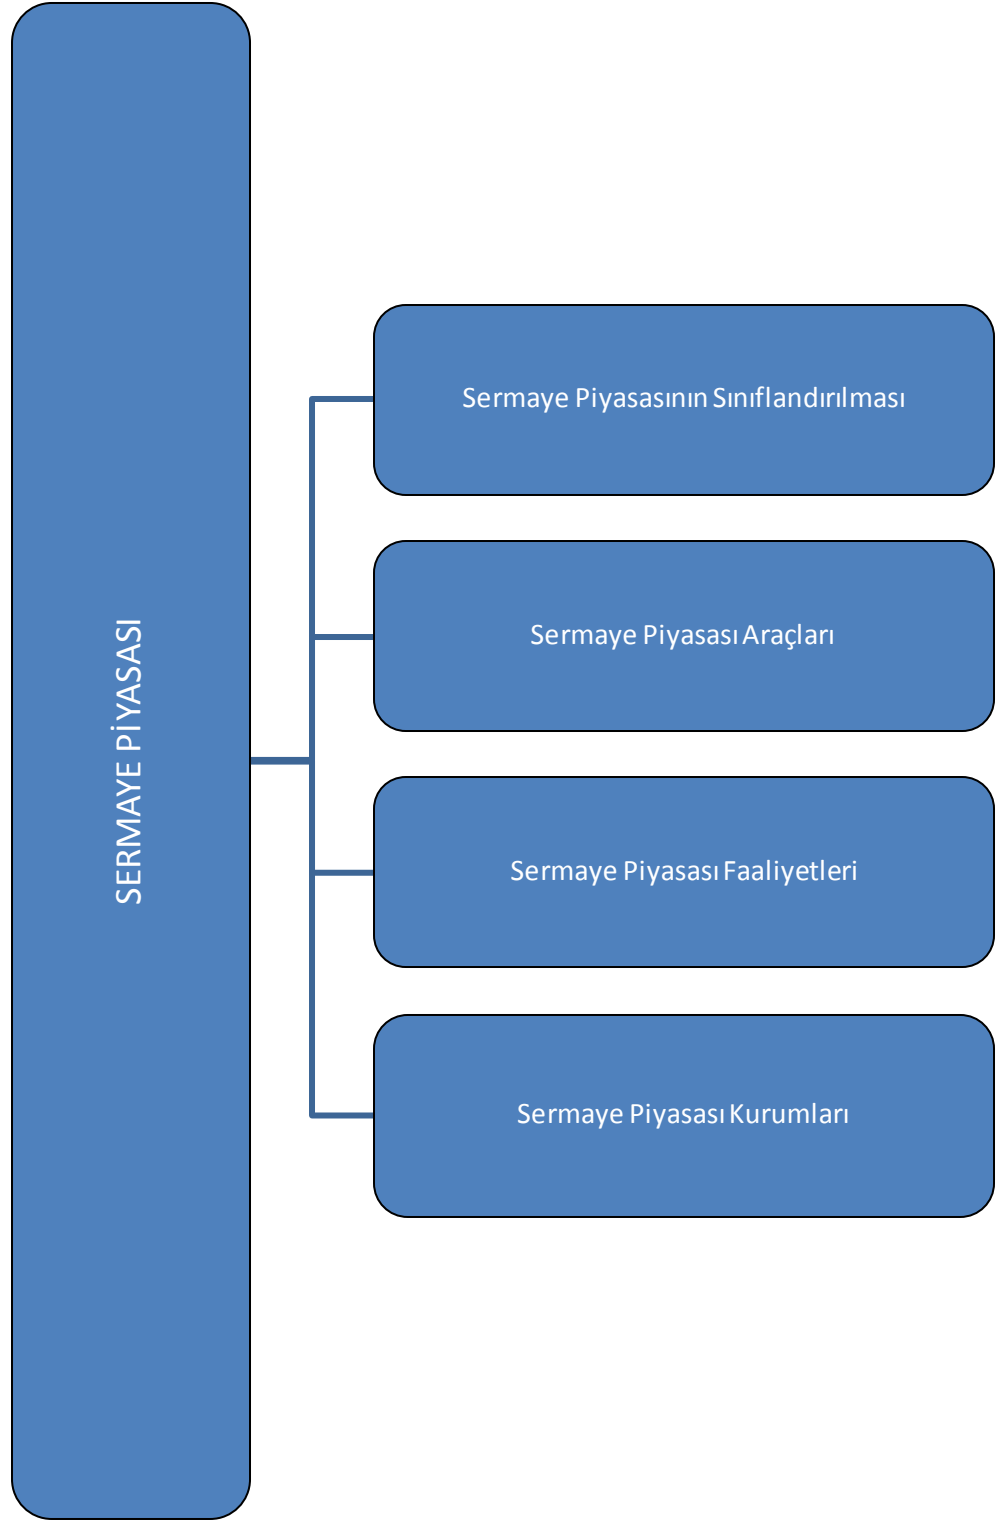 SERMAYE PİYASASI
Sermaye Piyasasının Sınıflandırılması
Sermaye Piyasası Araçları
Sermaye Piyasası Faaliyetleri
Sermaye Piyasası Kurumları